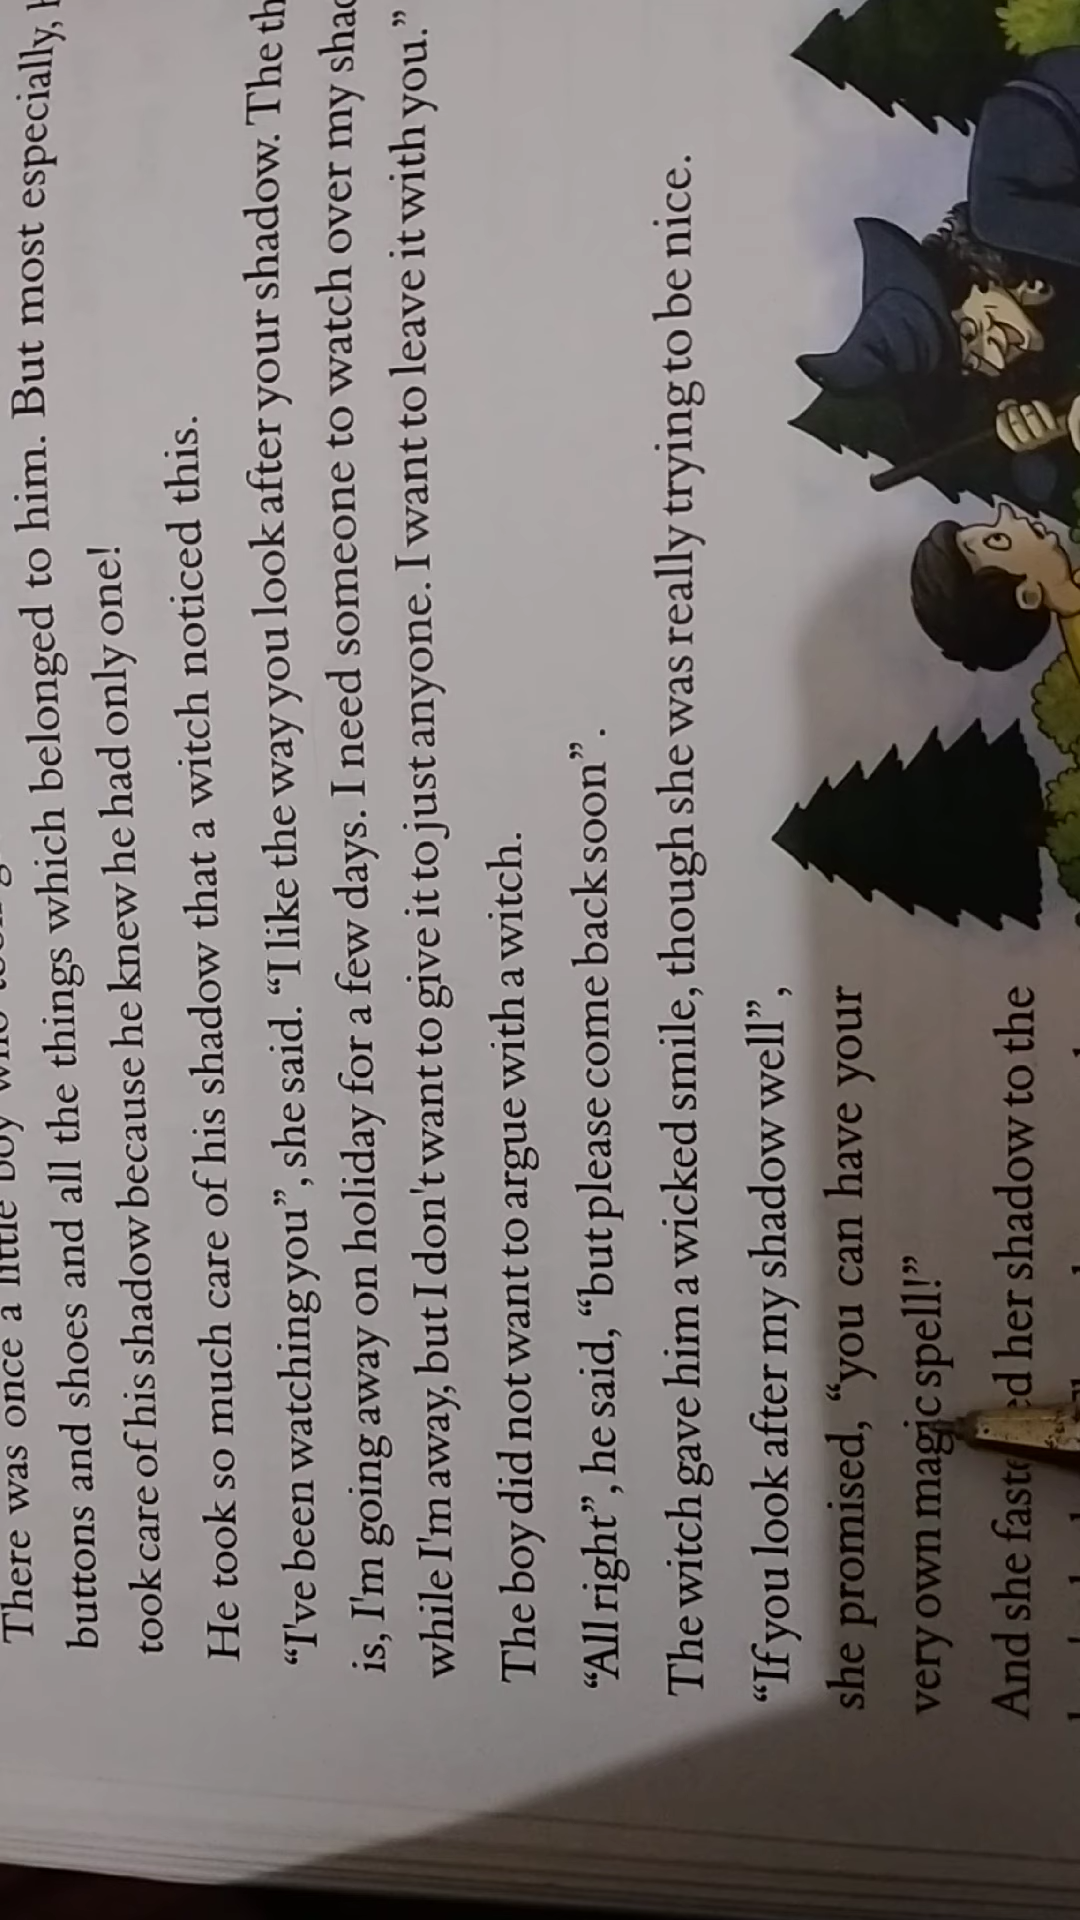 There was once a little boy who
buttons and shoes and all the things which belonged to him. But most especially,
took care of his shadow because he knew he had only one!
He took so much care of his shadow that a witch noticed this.
“I've been watching you”, she said. “I like the way you look after your shadow. The
is, I'm going away on holiday for a few days. I need someone to watch over my
while I'm away, but I don't want to give it to just anyone. I want to leave it with you.”
The boy did not want to argue with a witch.
“All right”, he said, “but please come back soon”.
The witch gave him a wicked smile, though she was really trying to be nice.
“If you look after my shadow well”,
she promised, “you can have your
very own magic spell!”
And she her shadow to the